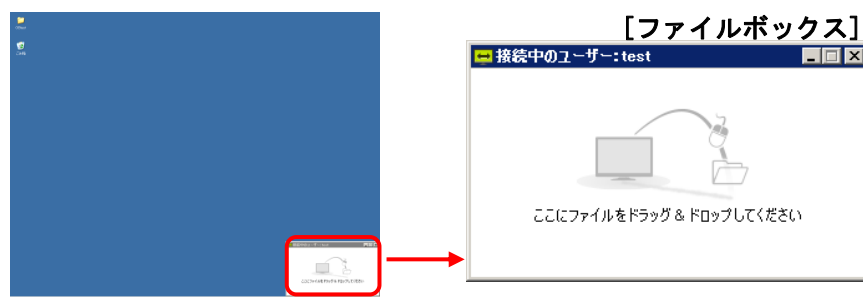 [ファイルボックス]
接続中のユーザー:test
ここにファイルをドラッグ & ドロップしてください